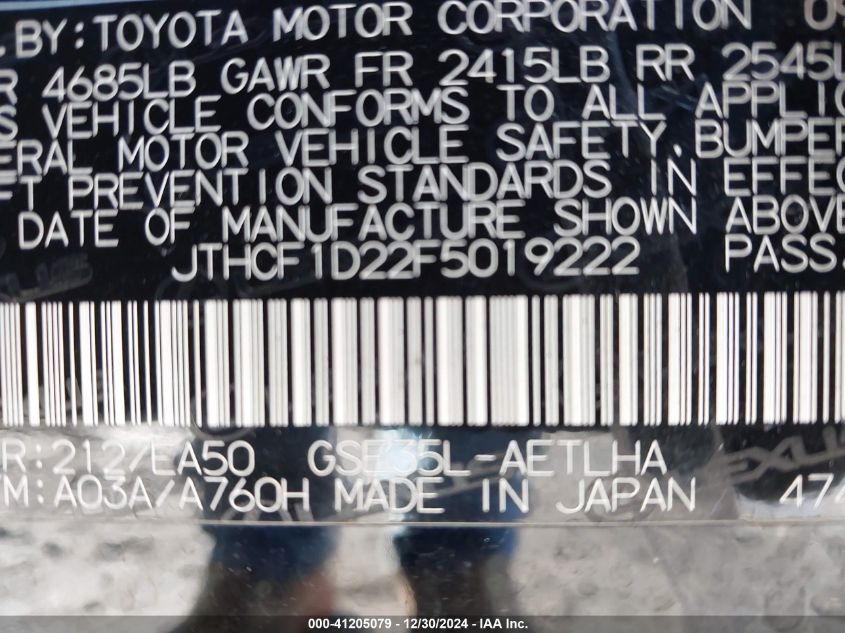 . BY: TOYOTA MOTOR CORPORATION 09
R 4685LB GAWR FR 2415LB RR 2545L
S VEHICLE CONFORMS TO ALL APPLIC
ERAL MOTOR VEHICLE SAFETY, BUMPER
FT PREVENTION STANDARDS IN EFFEC
DATE OF MANUFACTURE SHOWN ABOVE
JTHCF1D22F5019222 PASS.
R:212/EA50 GSE35L-AETLHA
M:A03A/A760H MADE IN JAPAN 474
000-41205079 - 12/30/2024 - IAA Inc.